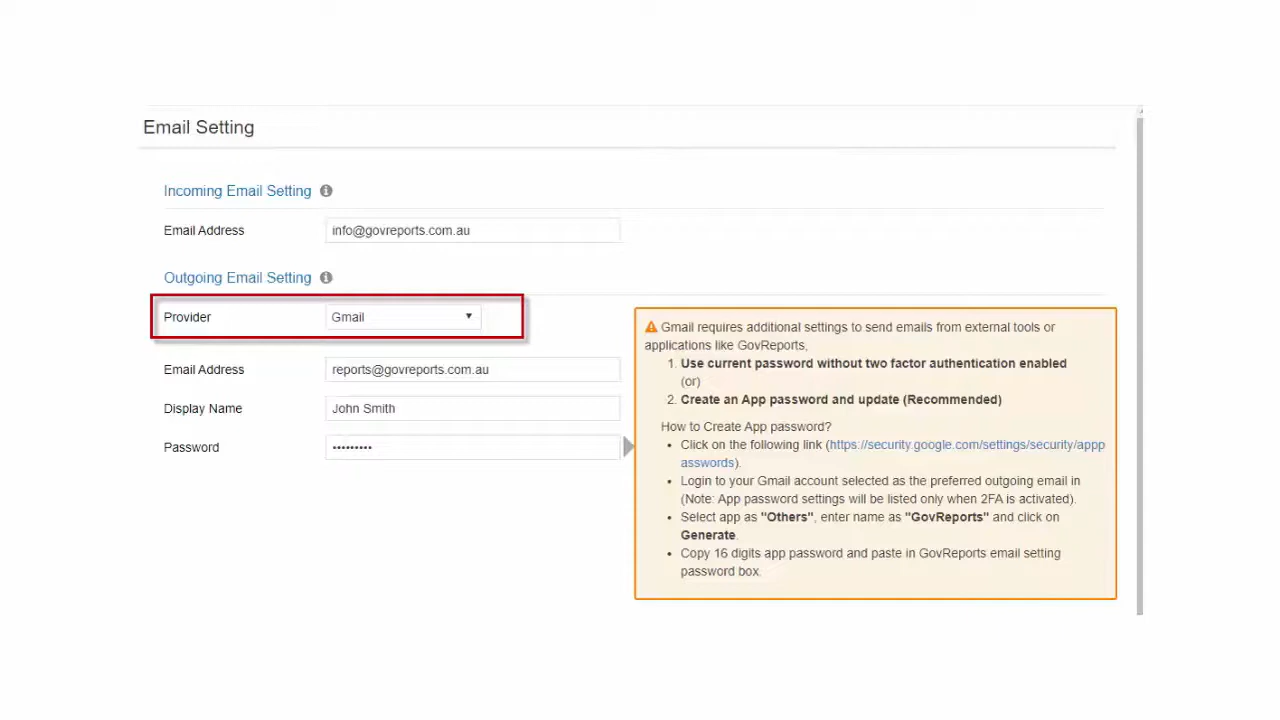 Email Setting
Incoming Email Setting
Email Address info@govreports.com.au
Outgoing Email Setting
Provider Gmail
Email Address reports@govreports.com.au
Display Name John Smith
Password •••••••••
Gmail requires additional settings to send emails from external tools or
applications like GovReports,
1. Use current password without two factor authentication enabled
(or)
2. Create an App password and update (Recommended)
How to Create App password?
• Click on the following link (https://security.google.com/settings/security/app
asswords).
• Login to your Gmail account selected as the preferred outgoing email in
(Note: App password settings will be listed only when 2FA is activated).
• Select app as "Others", enter name as "GovReports" and click on
Generate.
• Copy 16 digits app password and paste in GovReports email setting
password box.